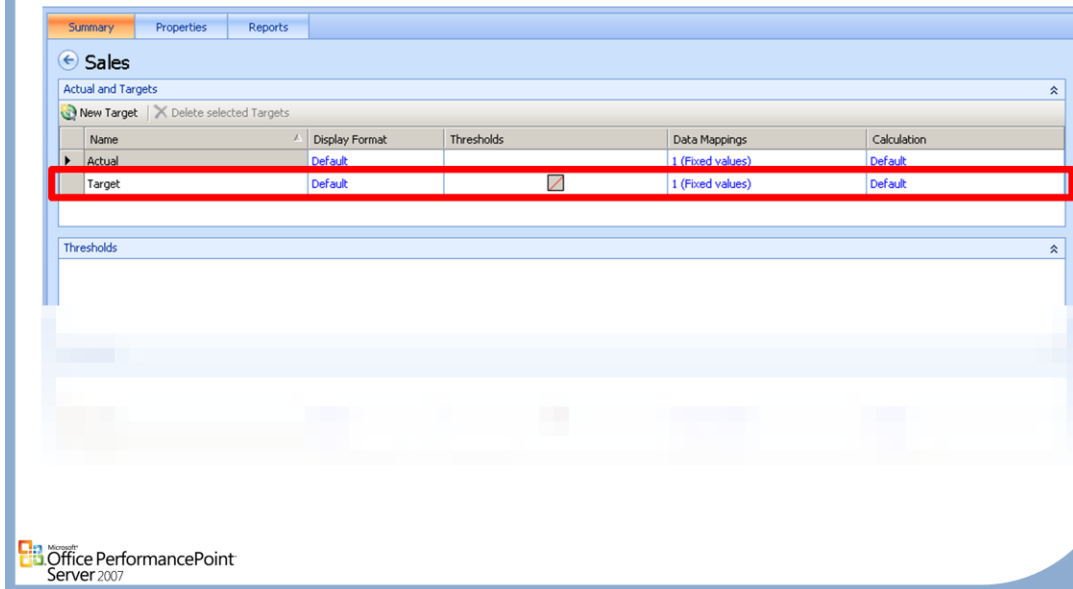 Summary Properties Reports
Sales
Actual and Targets
New Target Delete selected Targets
Name Display Format Thresholds Data Mappings Calculation
Actual Default 1 (Fixed values) Default
Target Default 1 (Fixed values) Default
Thresholds
Microsoft
Office PerformancePoint
Server 2007